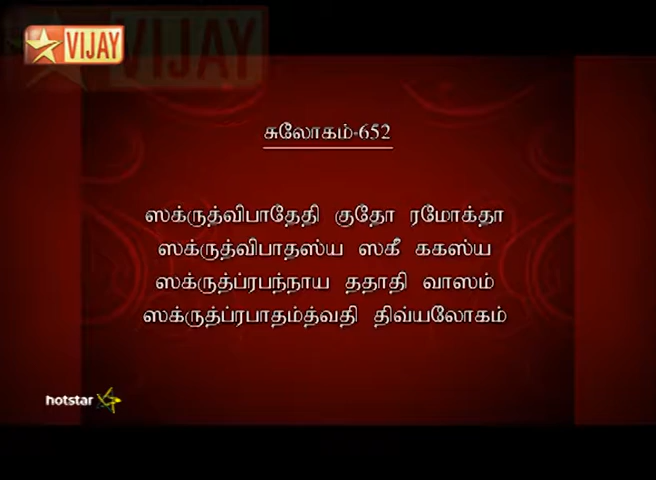 VIJAY
சுலோகம்-652
ஸக்ருத்விபாதேதி குதோ ரமோக்தா
ஸக்ருத்விபாதஸ்ய ஸகீ ககஸ்ய
ஸக்ருத்ப்ரபந்நாய ததாதி வாஸம்
ஸக்ருத்ப்ரபாதம்த்வதி திவ்யலோகம்
hotstar